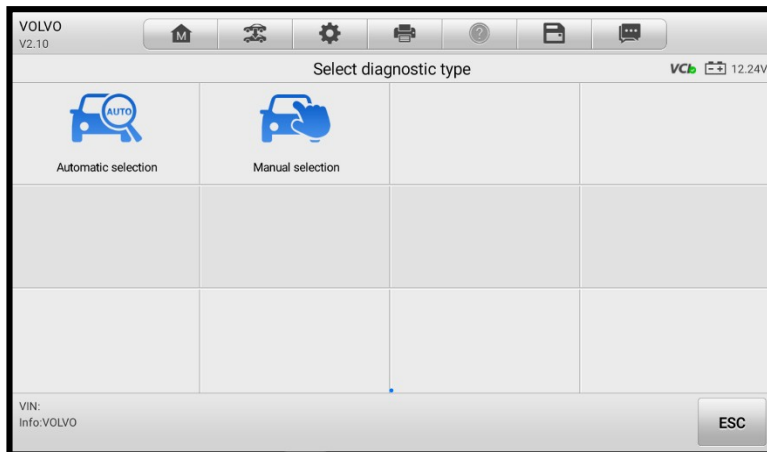 VOLVO
V2.10
M
Select diagnostic type
VCI 12.24V
AUTO
Automatic selection
Manual selection
VIN:
Info:VOLVO
ESC